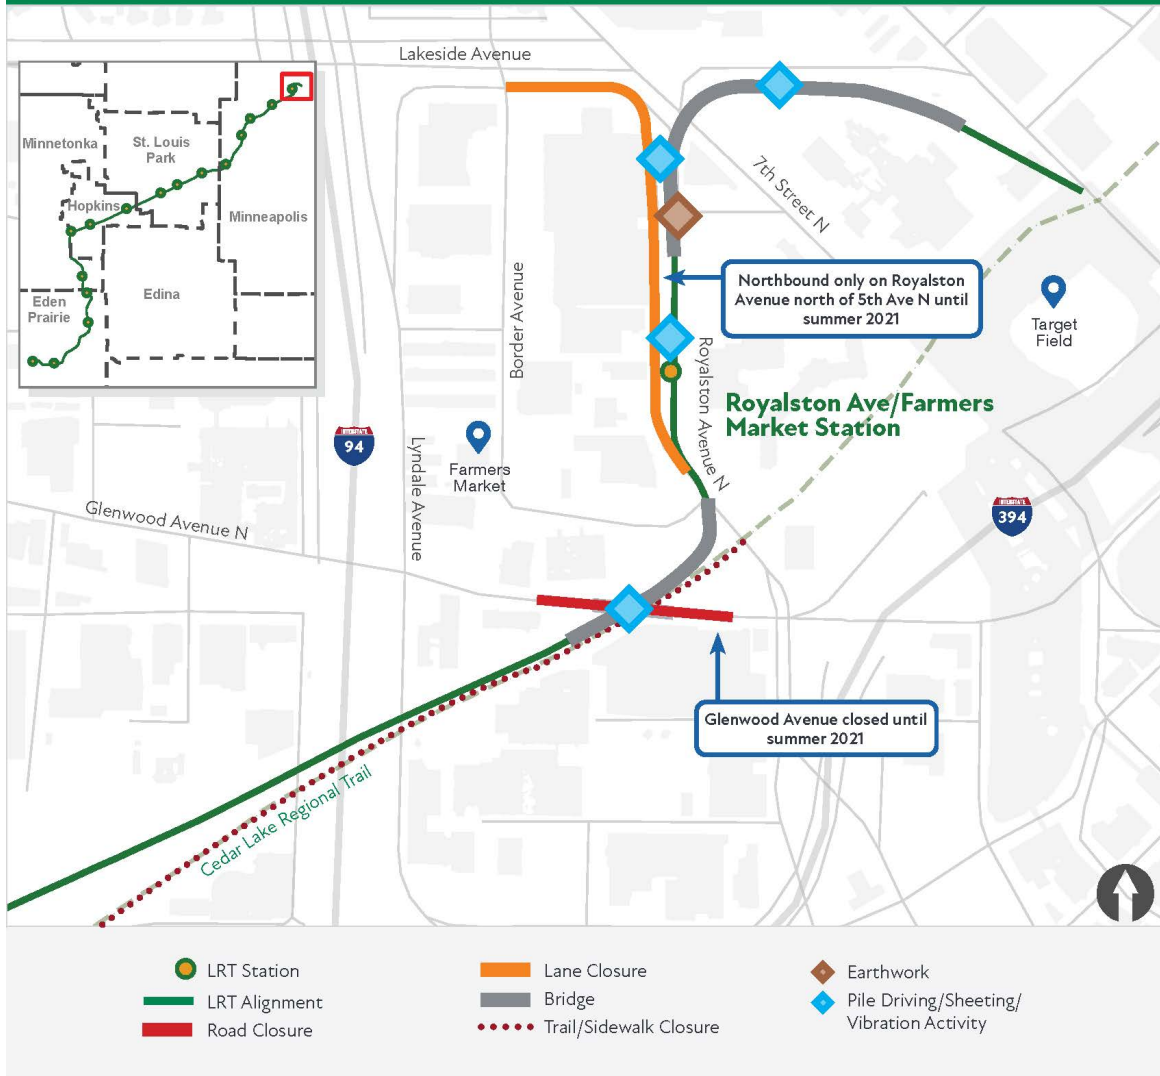 Lakeside Avenue
Minnetonka
St. Louis
Park
Hopkins
Minneapolis
Eden
Prairie
Edina
7th Street N
Border Avenue
Northbound only on Royalston
Avenue north of 5th Ave N until
summer 2021
Target
Field
Royalston Avenue N
Royalston Ave/Farmers
Market Station
INTERSTATE
94
Farmers
Market
Lyndale Avenue
Glenwood Avenue N
INTERSTATE
394
Glenwood Avenue closed until
summer 2021
Cedar Lake Regional Trail
LRT Station
LRT Alignment
Road Closure
Lane Closure
Bridge
Trail/Sidewalk Closure
Earthwork
Pile Driving/Sheeting/
Vibration Activity